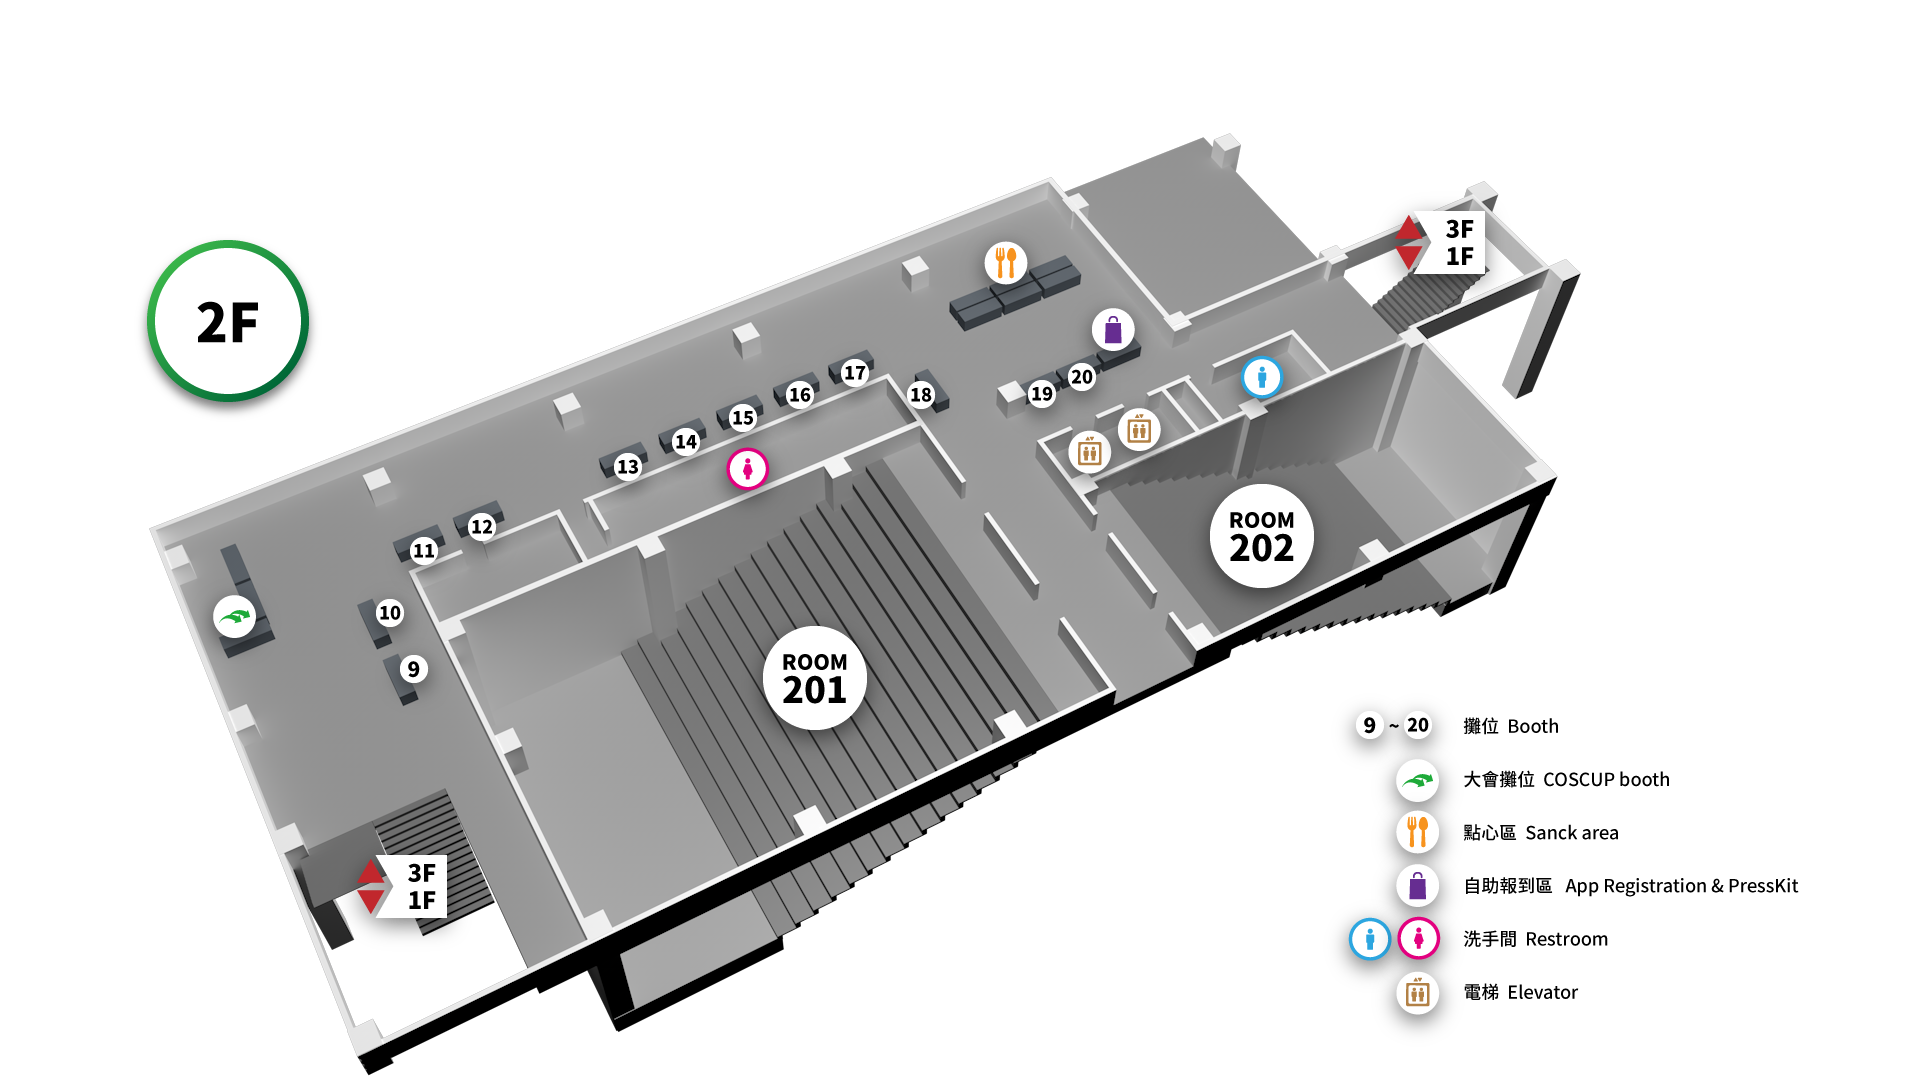 2F
3F
1F
17
16
18
19
20
15
14
13
12
11
10
9
ROOM
202
ROOM
201
3F
1F
9 ~ 20 攤位 Booth
大會攤位 COSCUP booth
點心區 Sanck area
自助報到區 App Registration & PressKit
洗手間 Restroom
電梯 Elevator